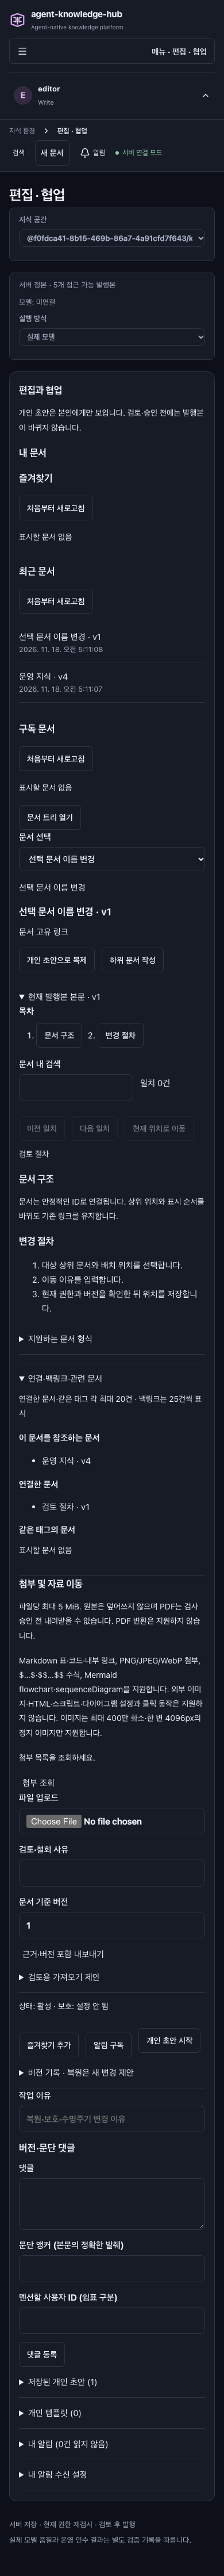 agent-knowledge-hub
Agent-native knowledge platform
☰ 메뉴 • 편집 • 협업
E editor
Write
지식 환경 > 편집 · 협업
검색 새 문서 알림 서버 연결 모드
편집 · 협업
지식 공간
@f0fdca41-8b15-469b-86a7-4a91cfd7f643/k
서버 정본 · 5개 접근 가능 발행본
모델: 미연결
실행 방식
실제 모델
편집과 협업
개인 초안은 본인에게만 보입니다. 검토·승인 전에는 발행본
이 바뀌지 않습니다.
내 문서
즐겨찾기
처음부터 새로고침
표시할 문서 없음
최근 문서
처음부터 새로고침
선택 문서 이름 변경 · v1
2026. 11. 18. 오전 5:11:08
운영 지식 · v4
2026. 11. 18. 오전 5:11:07
구독 문서
처음부터 새로고침
표시할 문서 없음
문서 트리 열기
문서 선택
선택 문서 이름 변경
선택 문서 이름 변경
선택 문서 이름 변경 · v1
문서 고유 링크
개인 초안으로 복제 하위 문서 작성
▼ 현재 발행본 본문 · v1
목차
1. 문서 구조 2. 변경 절차
문서 내 검색
일치 0건
이전 일치 다음 일치 현재 위치로 이동
검토 절차
문서 구조
문서는 안정적인 ID로 연결됩니다. 상위 위치와 표시 순서를
바꿔도 기존 링크를 유지합니다.
변경 절차
1. 대상 상위 문서와 배치 위치를 선택합니다.
2. 이동 이유를 입력합니다.
3. 현재 권한과 버전을 확인한 뒤 위치를 저장합니
다.
▶ 지원하는 문서 형식
▼ 연결·백링크·관련 문서
연결한 문서·같은 태그 각 최대 20건 · 백링크는 25건씩 표
시
이 문서를 참조하는 문서
• 운영 지식 · v4
연결한 문서
• 검토 절차 · v1
같은 태그의 문서
표시할 문서 없음
첨부 및 자료 이동
파일당 최대 5 MiB. 원본은 덮어쓰지 않으며 PDF는 검사·
승인 전 내려받을 수 없습니다. PDF 변환은 지원하지 않습
니다.
Markdown 표·코드·내부 링크, PNG/JPEG/WebP 첨부,
$...$·$$...$$ 수식, Mermaid
flowchart·sequenceDiagram를 지원합니다. 외부 이미
지·HTML·스크립트·다이어그램 설정과 클릭 동작은 지원하
지 않습니다. 이미지는 최대 400만 화소·한 변 4096px의
정지 이미지만 지원합니다.
첨부 목록을 조회하세요.
첨부 조회
파일 업로드
Choose File No file chosen
검토·철회 사유
문서 기준 버전
1
근거·버전 포함 내보내기
▶ 검토용 가져오기 제안
상태: 활성 · 보호: 설정 안 됨
즐겨찾기 추가 알림 구독 개인 초안 시작
▶ 버전 기록 · 복원은 새 변경 제안
작업 이유
복원·보호·수명주기 변경 이유
버전·문단 댓글
댓글
문단 앵커 (본문의 정확한 발췌)
멘션할 사용자 ID (쉼표 구분)
댓글 등록
▶ 저장된 개인 초안 (1)
▶ 개인 템플릿 (0)
▶ 내 알림 (0건 읽지 않음)
▶ 내 알림 수신 설정
서버 저장 · 현재 권한 재검사 · 검토 후 발행
실제 모델 품질과 운영 인수 결과는 별도 검증 기록을 따릅니다.